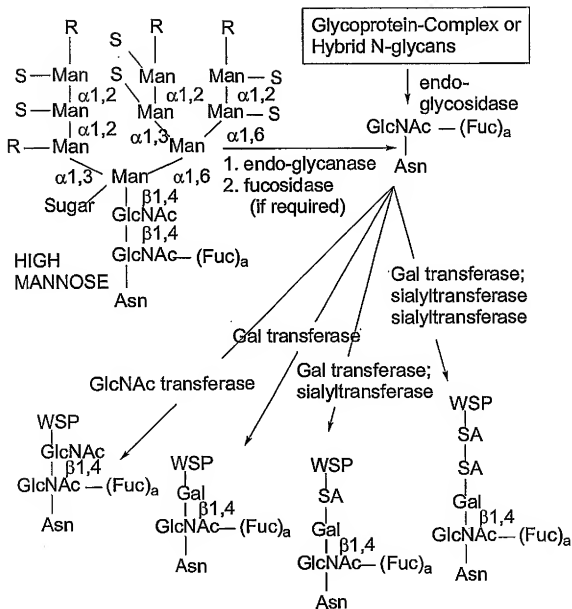 Glycoprotein-Complex or
Hybrid N-glycans
endo-
glycosidase
GlcNAc —(Fuc)a
Asn
R R R
S S
S—Man Man Man—S
α1,2 α1,2 α1,2
S—Man Man Man—S
α1,2 α1,3 α1,6
R—Man Man
α1,3 Man α1,6
Sugar
β1,4
GlcNAc
β1,4
GlcNAc—(Fuc)a
Asn
HIGH
MANNOSE
1. endo-glycanase
2. fucosidase
(if required)
GlcNAc transferase
Gal transferase
Gal transferase;
sialyltransferase
Gal transferase;
sialyltransferase
sialyltransferase
WSP
GlcNAc
β1,4
GlcNAc—(Fuc)a
Asn
WSP
Gal
β1,4
GlcNAc—(Fuc)a
Asn
WSP
SA
Gal
β1,4
GlcNAc—(Fuc)a
Asn
WSP
SA
SA
Gal
β1,4
GlcNAc—(Fuc)a
Asn